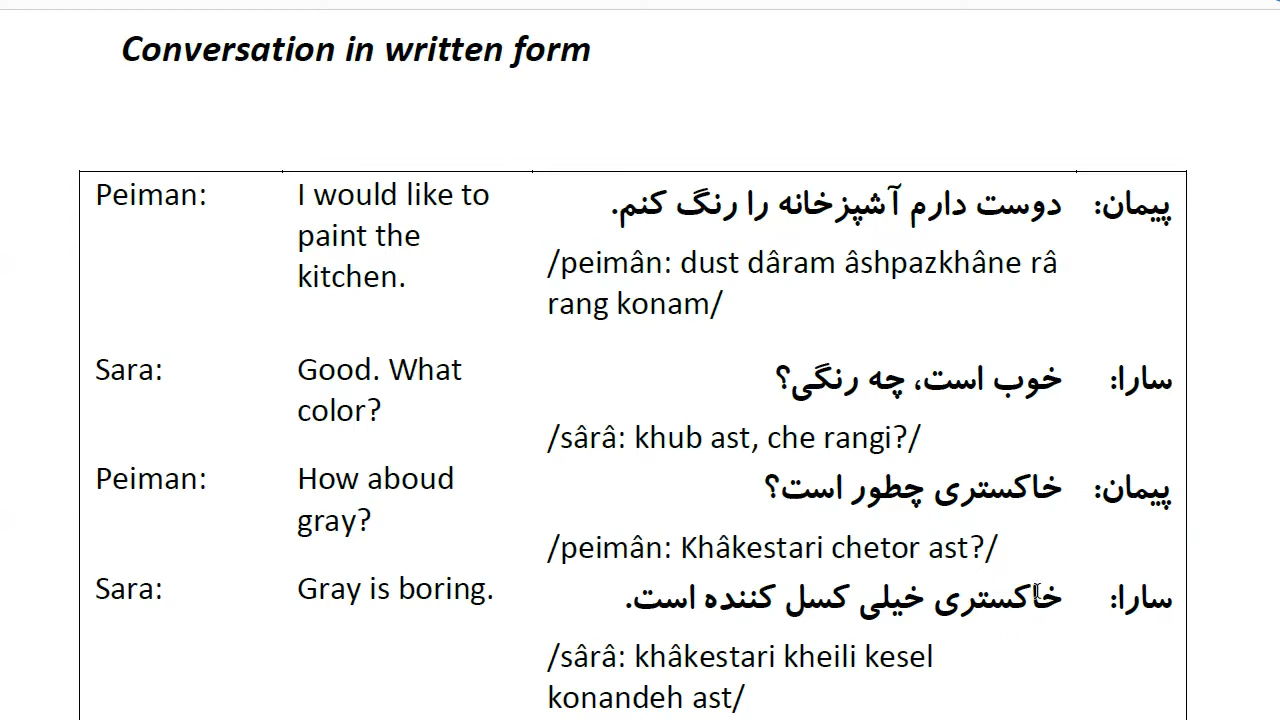 Conversation in written form
Peiman:
I would like to
paint the
kitchen.
دوست دارم آشپزخانه را رنگ کنم.
پیمان:
/peimân: dust dâram âshpazkhâne râ
rang konam/
Sara:
Good. What
color?
خوب است، چه رنگی؟
سارا:
/sârâ: khub ast, che rangi?/
Peiman:
How aboud
gray?
خاکستری چطور است؟
پیمان:
/peimân: Khâkestari chetor ast?/
Sara:
Gray is boring.
خاکستری خیلی کسل کننده است.
سارا:
/sârâ: khâkestari kheili kesel
konandeh ast/